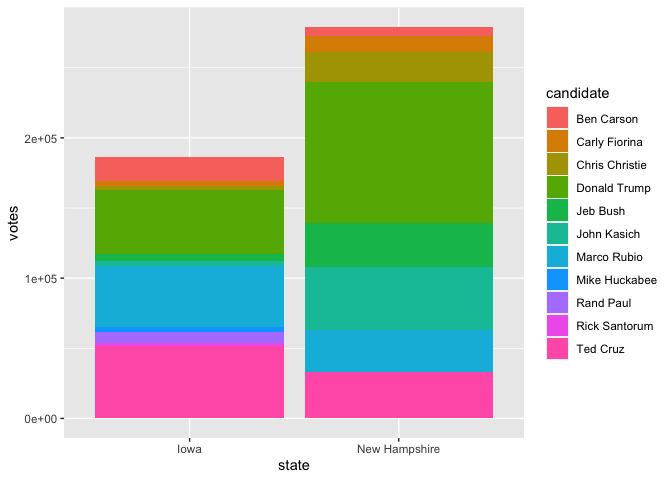 votes
2e+05
1e+05
0e+00
Iowa
New Hampshire
state
candidate
Ben Carson
Carly Fiorina
Chris Christie
Donald Trump
Jeb Bush
John Kasich
Marco Rubio
Mike Huckabee
Rand Paul
Rick Santorum
Ted Cruz